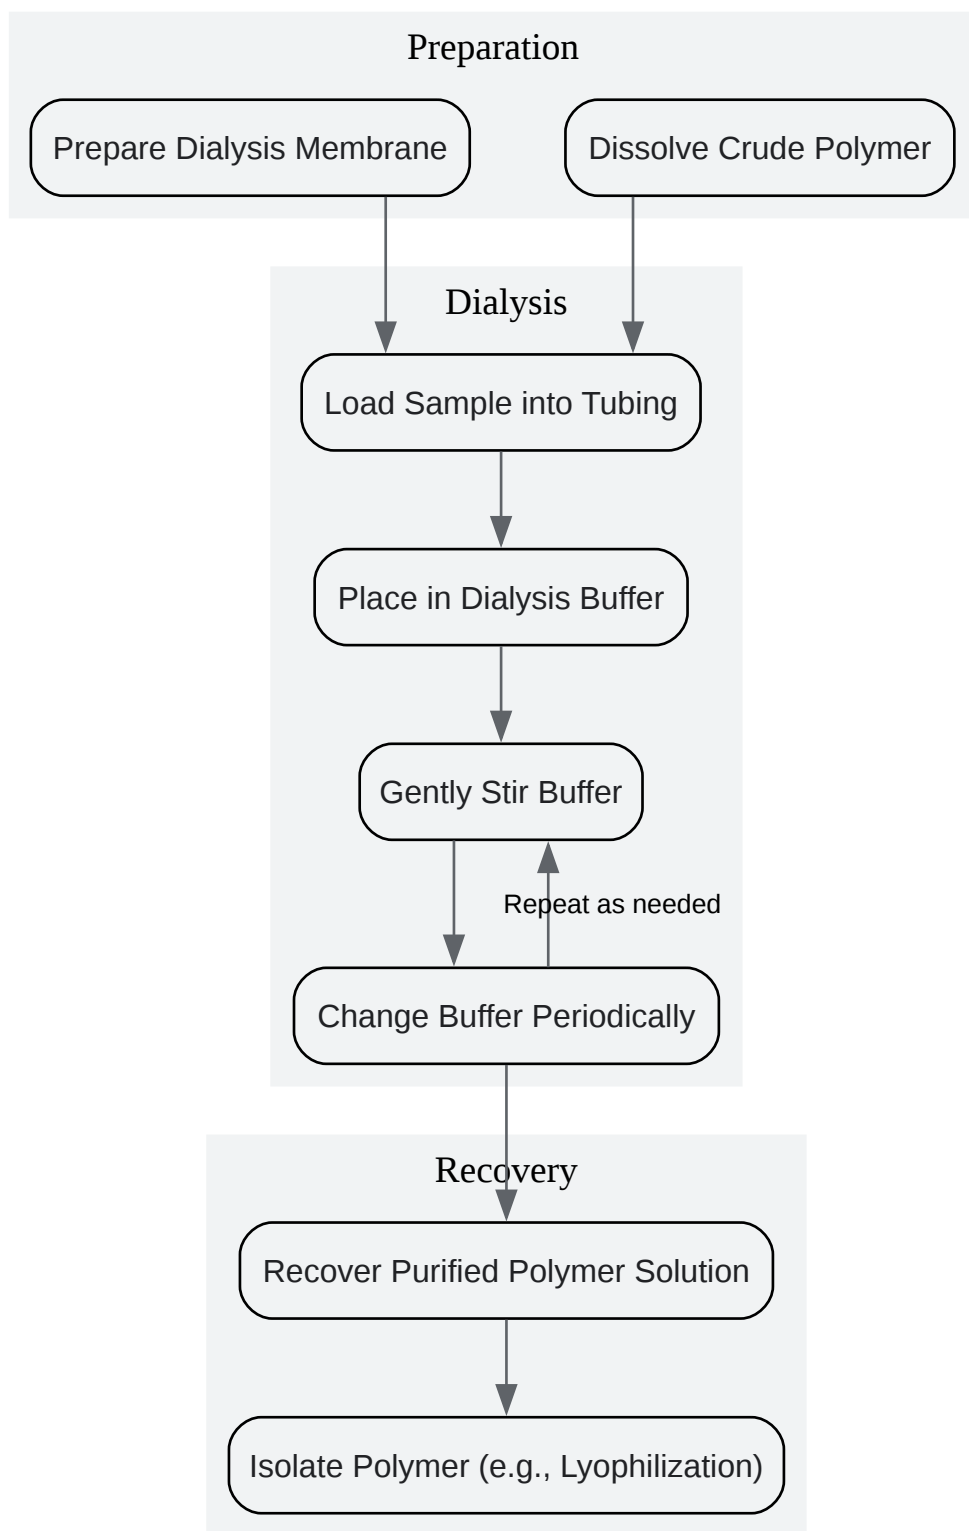 Preparation
Prepare Dialysis Membrane
Dissolve Crude Polymer
Dialysis
Load Sample into Tubing
Place in Dialysis Buffer
Gently Stir Buffer
Repeat as needed
Change Buffer Periodically
Recovery
Recover Purified Polymer Solution
Isolate Polymer (e.g., Lyophilization)